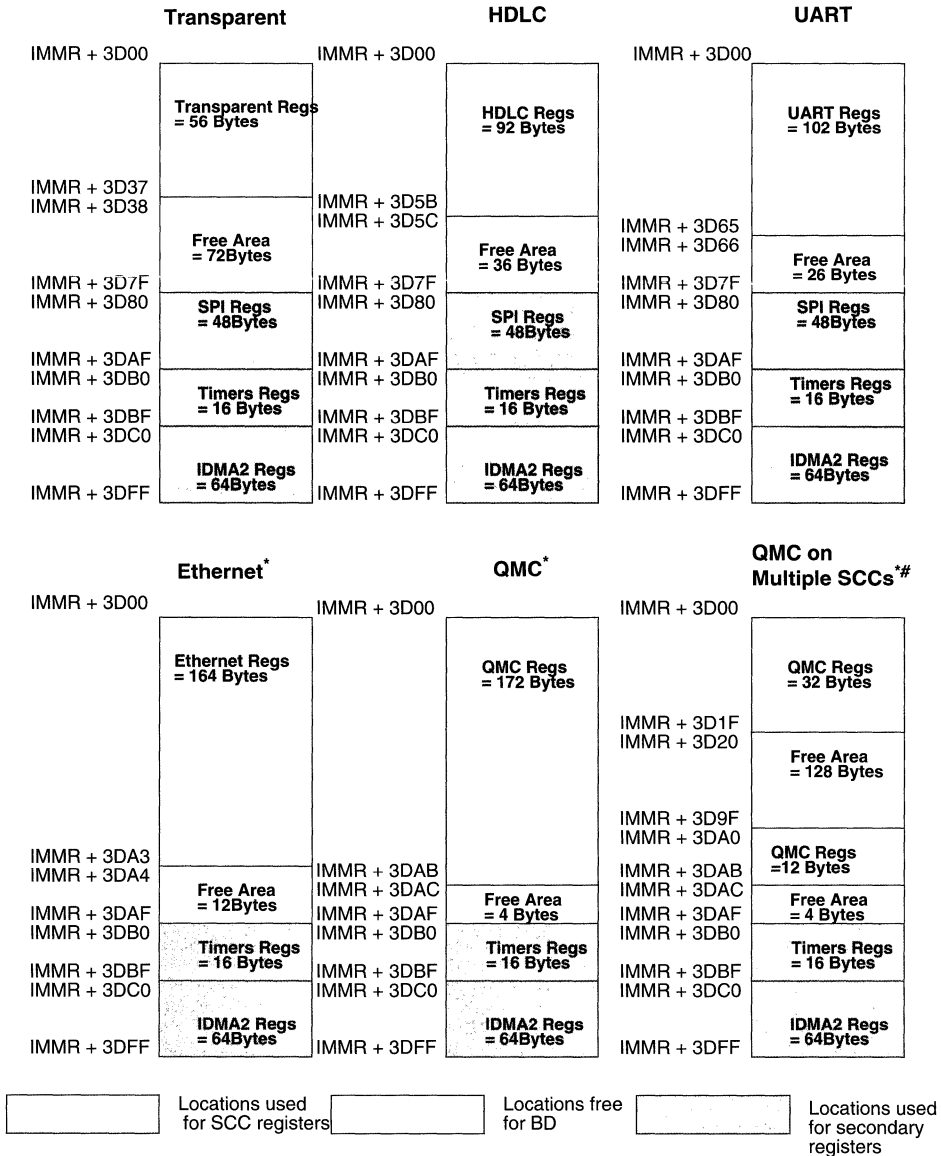 Transparent
IMMR + 3D00
Transparent Regs
= 56 Bytes
IMMR + 3D37
IMMR + 3D38
Free Area
= 72Bytes
IMMR + 3D7F
IMMR + 3D80
SPI Regs
= 48Bytes
IMMR + 3DAF
IMMR + 3DB0
Timers Regs
= 16 Bytes
IMMR + 3DBF
IMMR + 3DC0
IDMA2 Regs
= 64Bytes
IMMR + 3DFF
HDLC
IMMR + 3D00
HDLC Regs
= 92 Bytes
IMMR + 3D5B
IMMR + 3D5C
Free Area
= 36 Bytes
IMMR + 3D7F
IMMR + 3D80
SPI Regs
= 48Bytes
IMMR + 3DAF
IMMR + 3DB0
Timers Regs
= 16 Bytes
IMMR + 3DBF
IMMR + 3DC0
IDMA2 Regs
= 64Bytes
IMMR + 3DFF
UART
IMMR + 3D00
UART Regs
= 102 Bytes
IMMR + 3D65
IMMR + 3D66
Free Area
= 26 Bytes
IMMR + 3D7F
IMMR + 3D80
SPI Regs
= 48Bytes
IMMR + 3DAF
IMMR + 3DB0
Timers Regs
= 16 Bytes
IMMR + 3DBF
IMMR + 3DC0
IDMA2 Regs
= 64Bytes
IMMR + 3DFF
Ethernet*
IMMR + 3D00
Ethernet Regs
= 164 Bytes
IMMR + 3DA3
IMMR + 3DA4
Free Area
= 12Bytes
IMMR + 3DAF
IMMR + 3DB0
Timers Regs
= 16 Bytes
IMMR + 3DBF
IMMR + 3DC0
IDMA2 Regs
= 64Bytes
IMMR + 3DFF
QMC*
IMMR + 3D00
QMC Regs
= 172 Bytes
IMMR + 3DAB
IMMR + 3DAC
Free Area
= 4 Bytes
IMMR + 3DAF
IMMR + 3DB0
Timers Regs
= 16 Bytes
IMMR + 3DBF
IMMR + 3DC0
IDMA2 Regs
= 64Bytes
IMMR + 3DFF
QMC on
Multiple SCCs*#
IMMR + 3D00
QMC Regs
= 32 Bytes
IMMR + 3D1F
IMMR + 3D20
Free Area
= 128 Bytes
IMMR + 3D9F
IMMR + 3DA0
QMC Regs
=12 Bytes
IMMR + 3DAB
IMMR + 3DAC
Free Area
= 4 Bytes
IMMR + 3DAF
IMMR + 3DB0
Timers Regs
= 16 Bytes
IMMR + 3DBF
IMMR + 3DC0
IDMA2 Regs
= 64Bytes
IMMR + 3DFF
Locations used
for SCC registers
Locations free
for BD
Locations used
for secondary
registers